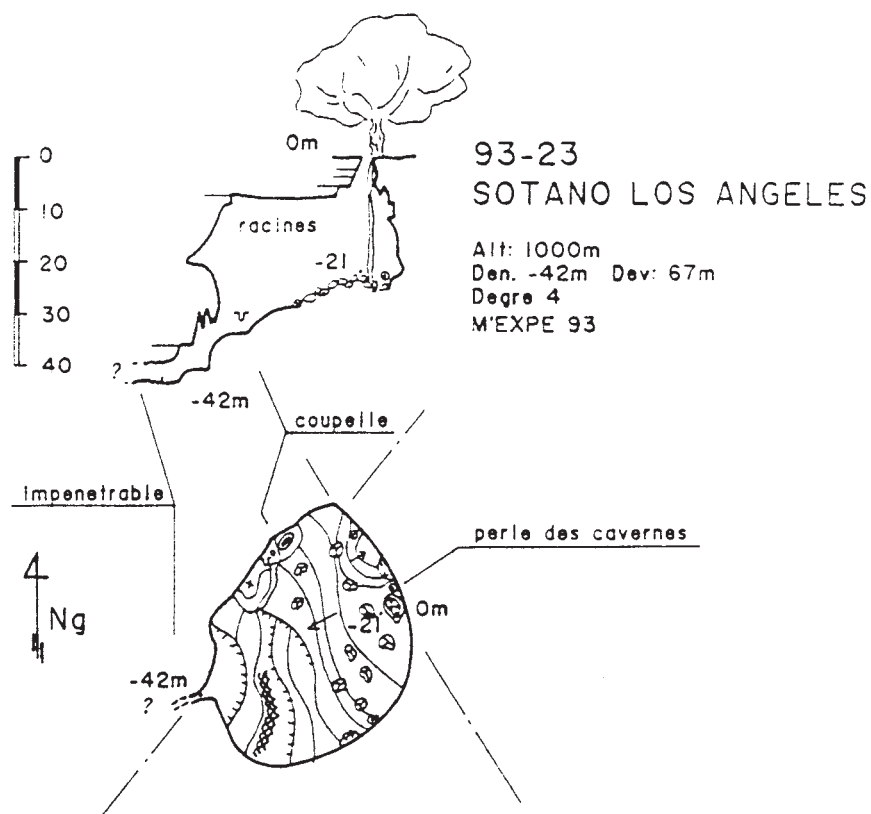 0m
93-23
SOTANO LOS ANGELES
Alt: 1000m
Den. -42m Dev: 67m
Degre 4
M'EXPE 93
0
10
20
30
40
racines
-21
?
-42m
coupelle
impenetrable
perle des cavernes
Ng
0m
-21
-42m
?